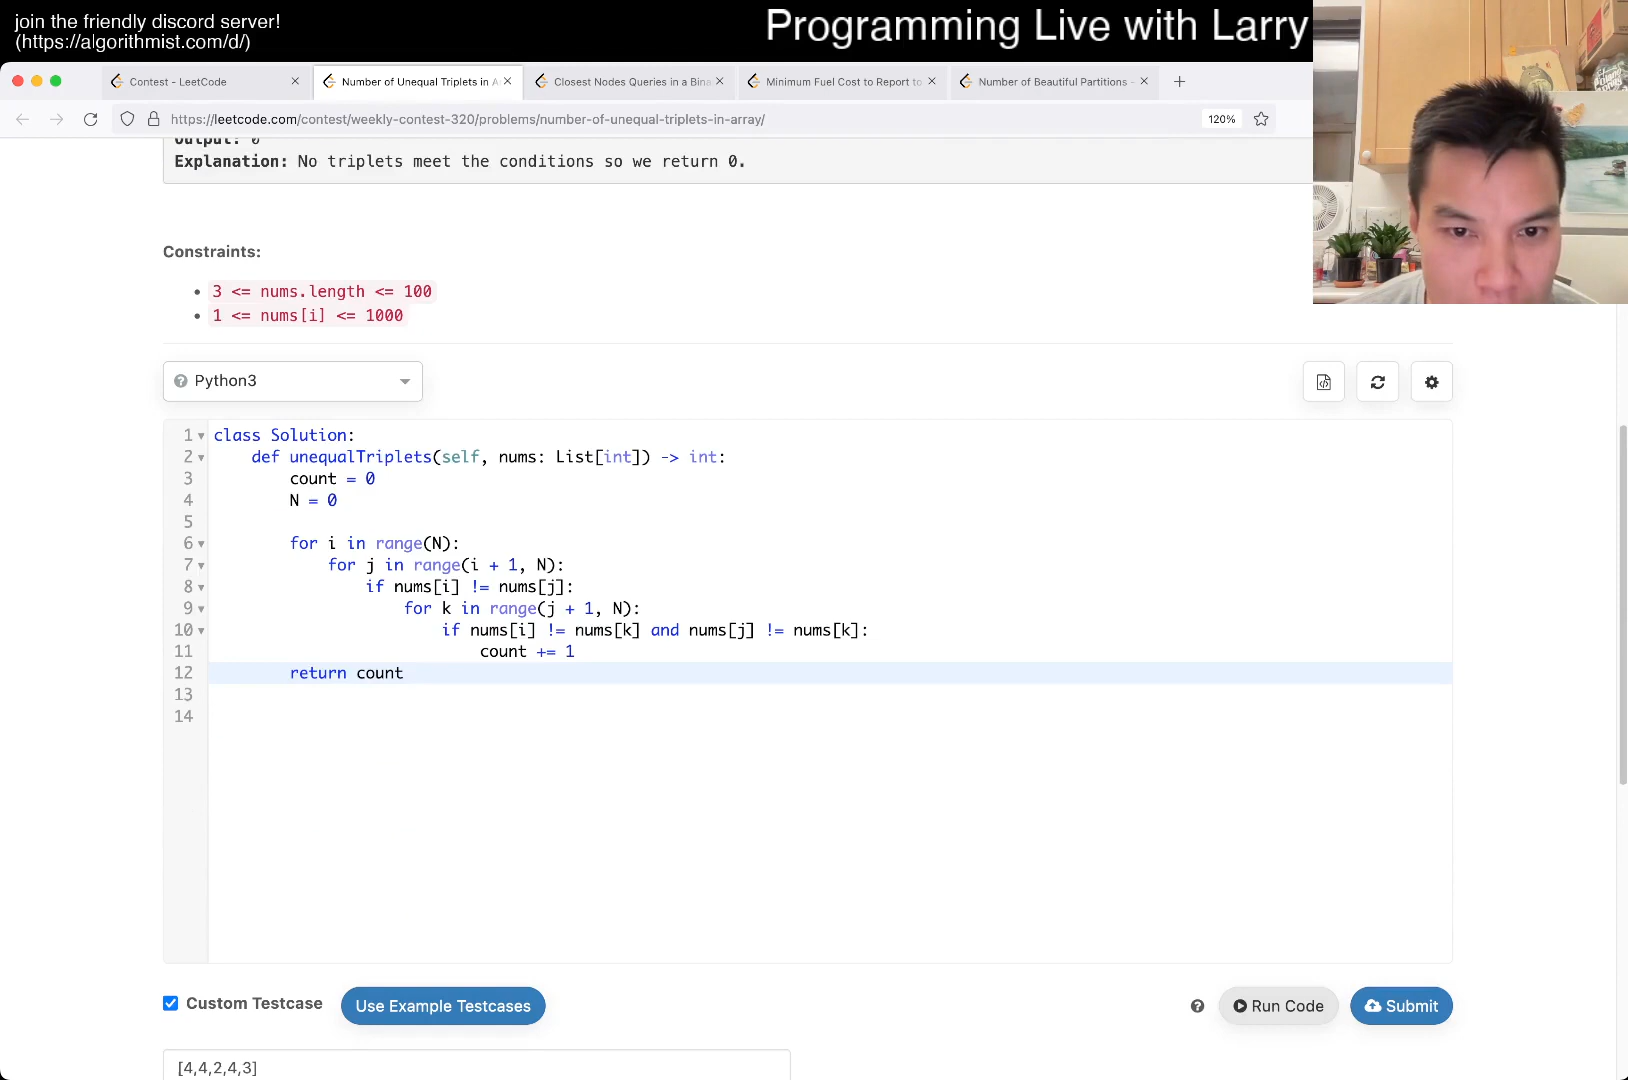 join the friendly discord server!
(https://algorithmist.com/d/)
Programming Live with Larry
Contest - LeetCode
Number of Unequal Triplets in A
Closest Nodes Queries in a Bina
Minimum Fuel Cost to Report to
Number of Beautiful Partitions -
https://leetcode.com/contest/weekly-contest-320/problems/number-of-unequal-triplets-in-array/
120%
Output: 0
Explanation: No triplets meet the conditions so we return 0.
Constraints:
3 <= nums.length <= 100
1 <= nums[i] <= 1000
Python3
1 class Solution:
2 def unequalTriplets(self, nums: List[int]) -> int:
3 count = 0
4 N = 0
5
6 for i in range(N):
7 for j in range(i + 1, N):
8 if nums[i] != nums[j]:
9 for k in range(j + 1, N):
10 if nums[i] != nums[k] and nums[j] != nums[k]:
11 count += 1
12 return count
13
14
Custom Testcase
Use Example Testcases
Run Code
Submit
[4,4,2,4,3]